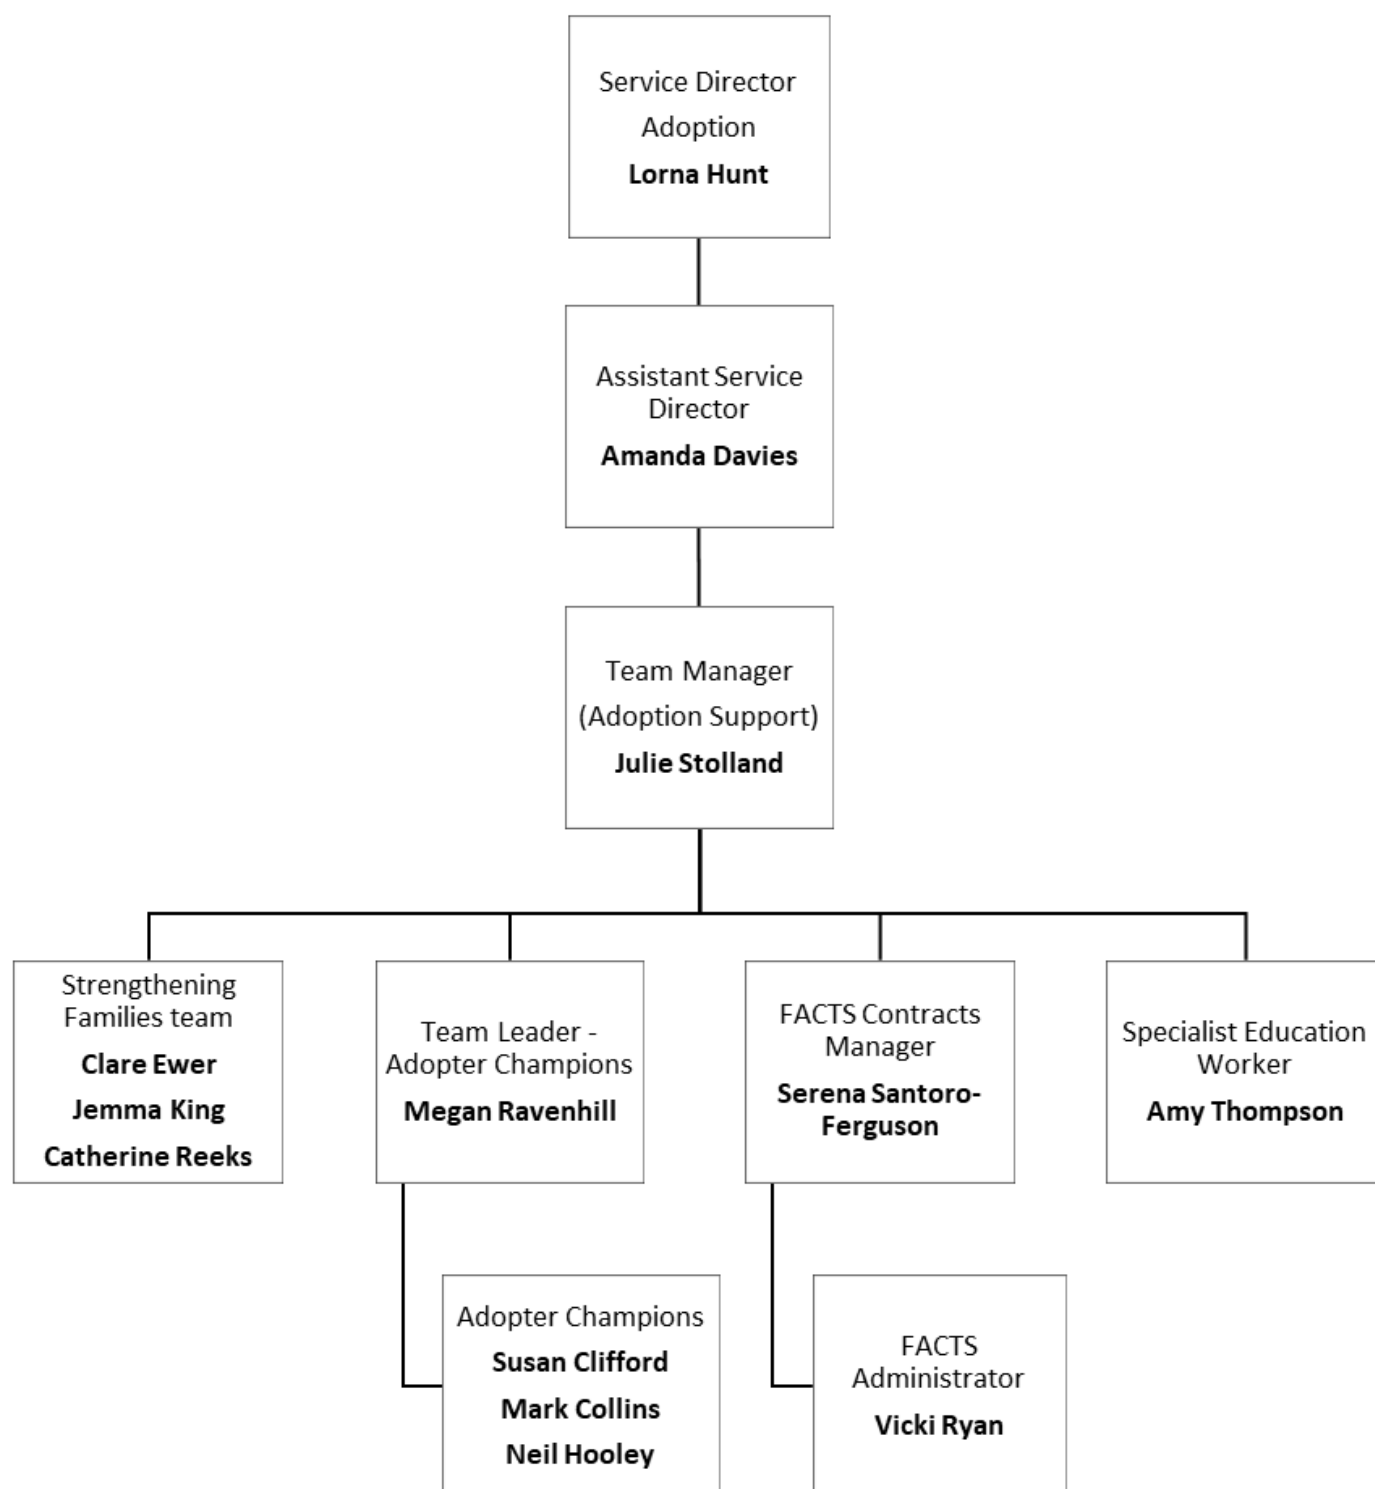 Service Director
Adoption
Lorna Hunt
Assistant Service
Director
Amanda Davies
Team Manager
(Adoption Support)
Julie Stolland
Strengthening
Families team
Clare Ewer
Jemma King
Catherine Reeks
Team Leader -
Adopter Champions
Megan Ravenhill
FACTS Contracts
Manager
Serena Santoro-
Ferguson
Specialist Education
Worker
Amy Thompson
Adopter Champions
Susan Clifford
Mark Collins
Neil Hooley
FACTS
Administrator
Vicki Ryan